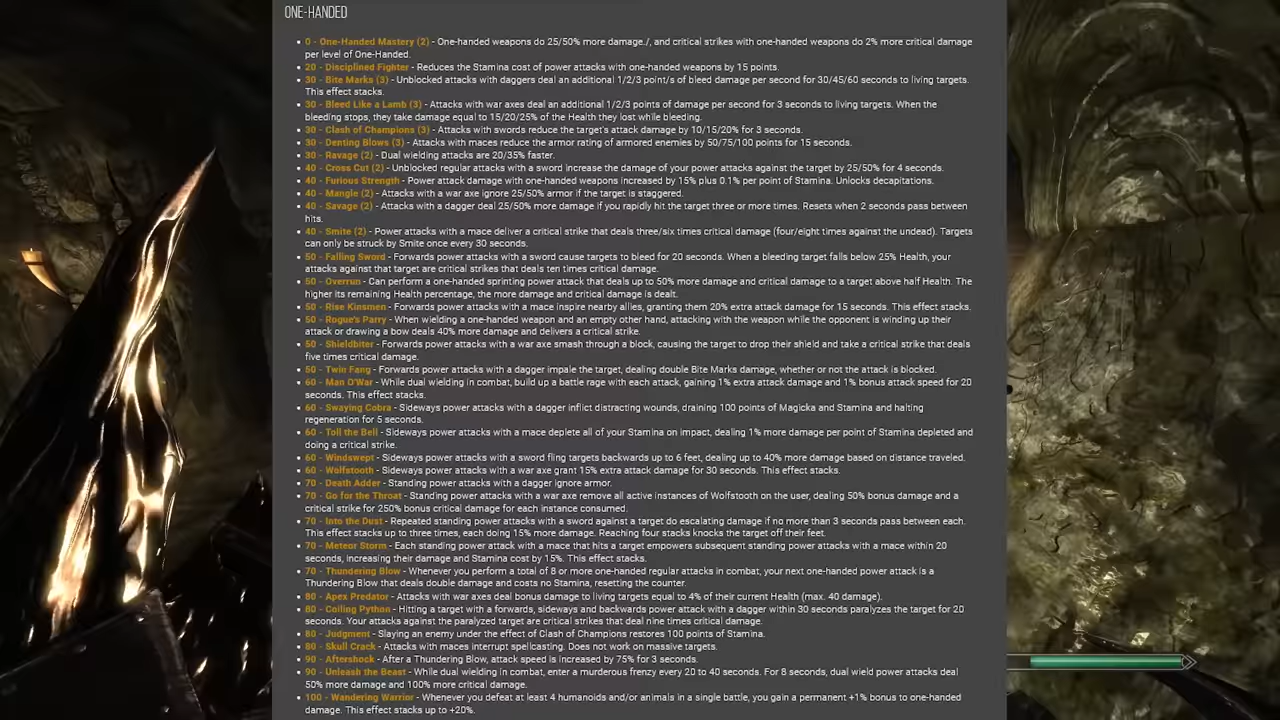 ONE-HANDED
0 - One-Handed Mastery (2) - One-handed weapons do 25/50% more damage./, and critical strikes with one-handed weapons do 2% more critical damage
per level of One-Handed.
20 - Disciplined Fighter - Reduces the Stamina cost of power attacks with one-handed weapons by 15 points.
30 - Bite Marks (3) - Unblocked attacks with daggers deal an additional 1/2/3 point/s of bleed damage per second for 30/45/60 seconds to living targets.
This effect stacks.
30 - Bleed Like a Lamb (3) - Attacks with war axes deal an additional 1/2/3 points of damage per second for 3 seconds to living targets. When the
bleeding stops, they take damage equal to 15/20/25% of the Health they lost while bleeding.
30 - Clash of Champions (3) - Attacks with swords reduce the target's attack damage by 10/15/20% for 3 seconds.
30 - Denting Blows (3) - Attacks with maces reduce the armor rating of armored enemies by 50/75/100 points for 15 seconds.
30 - Ravage (2) - Dual wielding attacks are 20/35% faster.
40 - Cross Cut (2) - Unblocked regular attacks with a sword increase the damage of your power attacks against the target by 25/50% for 4 seconds.
40 - Furious Strength - Power attack damage with one-handed weapons increased by 15% plus 0.1% per point of Stamina. Unlocks decapitations.
40 - Mangle (2) - Attacks with a war axe ignore 25/50% armor if the target is staggered.
40 - Savage (2) - Attacks with a dagger deal 25/50% more damage if you rapidly hit the target three or more times. Resets when 2 seconds pass between
hits.
40 - Smite (2) - Power attacks with a mace deliver a critical strike that deals three/six times critical damage (four/eight times against the undead). Targets
can only be struck by Smite once every 30 seconds.
50 - Falling Sword - Forwards power attacks with a sword cause targets to bleed for 20 seconds. When a bleeding target falls below 25% Health, your
attacks against that target are critical strikes that deals ten times critical damage.
50 - Overrun - Can perform a one-handed sprinting power attack that deals up to 50% more damage and critical damage to a target above half Health. The
higher its remaining Health percentage, the more damage and critical damage is dealt.
50 - Rise Kinsmen - Forwards power attacks with a mace inspire nearby allies, granting them 20% extra attack damage for 15 seconds. This effect stacks.
50 - Rogue's Parry - When wielding a one-handed weapon and an empty other hand, attacking with the weapon while the opponent is winding up their
attack or drawing a bow deals 40% more damage and delivers a critical strike.
50 - Shieldbiter - Forwards power attacks with a war axe smash through a block, causing the target to drop their shield and take a critical strike that deals
five times critical damage.
50 - Twin Fang - Forwards power attacks with a dagger impale the target, dealing double Bite Marks damage, whether or not the attack is blocked.
60 - Man O'War - While dual wielding in combat, build up a battle rage with each attack, gaining 1% extra attack damage and 1% bonus attack speed for 20
seconds. This effect stacks.
60 - Swaying Cobra - Sideways power attacks with a dagger inflict distracting wounds, draining 100 points of Magicka and Stamina and halting
regeneration for 5 seconds.
60 - Toll the Bell - Sideways power attacks with a mace deplete all of your Stamina on impact, dealing 1% more damage per point of Stamina depleted and
doing a critical strike.
60 - Windswept - Sideways power attacks with a sword fling targets backwards up to 6 feet, dealing up to 40% more damage based on distance traveled.
60 - Wolfstooth - Sideways power attacks with a war axe grant 15% extra attack damage for 30 seconds. This effect stacks.
70 - Death Adder - Standing power attacks with a dagger ignore armor.
70 - Go for the Throat - Standing power attacks with a war axe remove all active instances of Wolfstooth on the user, dealing 50% bonus damage and a
critical strike for 250% bonus critical damage for each instance consumed.
70 - Into the Dust - Repeated standing power attacks with a sword against a target do escalating damage if no more than 3 seconds pass between each.
This effect stacks up to three times, each doing 15% more damage. Reaching four stacks knocks the target off their feet.
70 - Meteor Storm - Each standing power attack with a mace that hits a target empowers subsequent standing power attacks with a mace within 20
seconds, increasing their damage and Stamina cost by 15%. This effect stacks.
70 - Thundering Blow - Whenever you perform a total of 8 or more one-handed regular attacks in combat, your next one-handed power attack is a
Thundering Blow that deals double damage and costs no Stamina, resetting the counter.
80 - Apex Predator - Attacks with war axes deal bonus damage to living targets equal to 4% of their current Health (max. 40 damage).
80 - Coiling Python - Hitting a target with a forwards, sideways and backwards power attack with a dagger within 30 seconds paralyzes the target for 20
seconds. Your attacks against the paralyzed target are critical strikes that deal nine times critical damage.
80 - Judgment - Slaying an enemy under the effect of Clash of Champions restores 100 points of Stamina.
80 - Skull Crack - Attacks with maces interrupt spellcasting. Does not work on massive targets.
90 - Aftershock - After a Thundering Blow, attack speed is increased by 75% for 3 seconds.
90 - Unleash the Beast - While dual wielding in combat, enter a murderous frenzy every 20 to 40 seconds. For 8 seconds, dual wield power attacks deal
50% more damage and 100% more critical damage.
100 - Wandering Warrior - Whenever you defeat at least 4 humanoids and/or animals in a single battle, you gain a permanent +1% bonus to one-handed
damage. This effect stacks up to +20%.